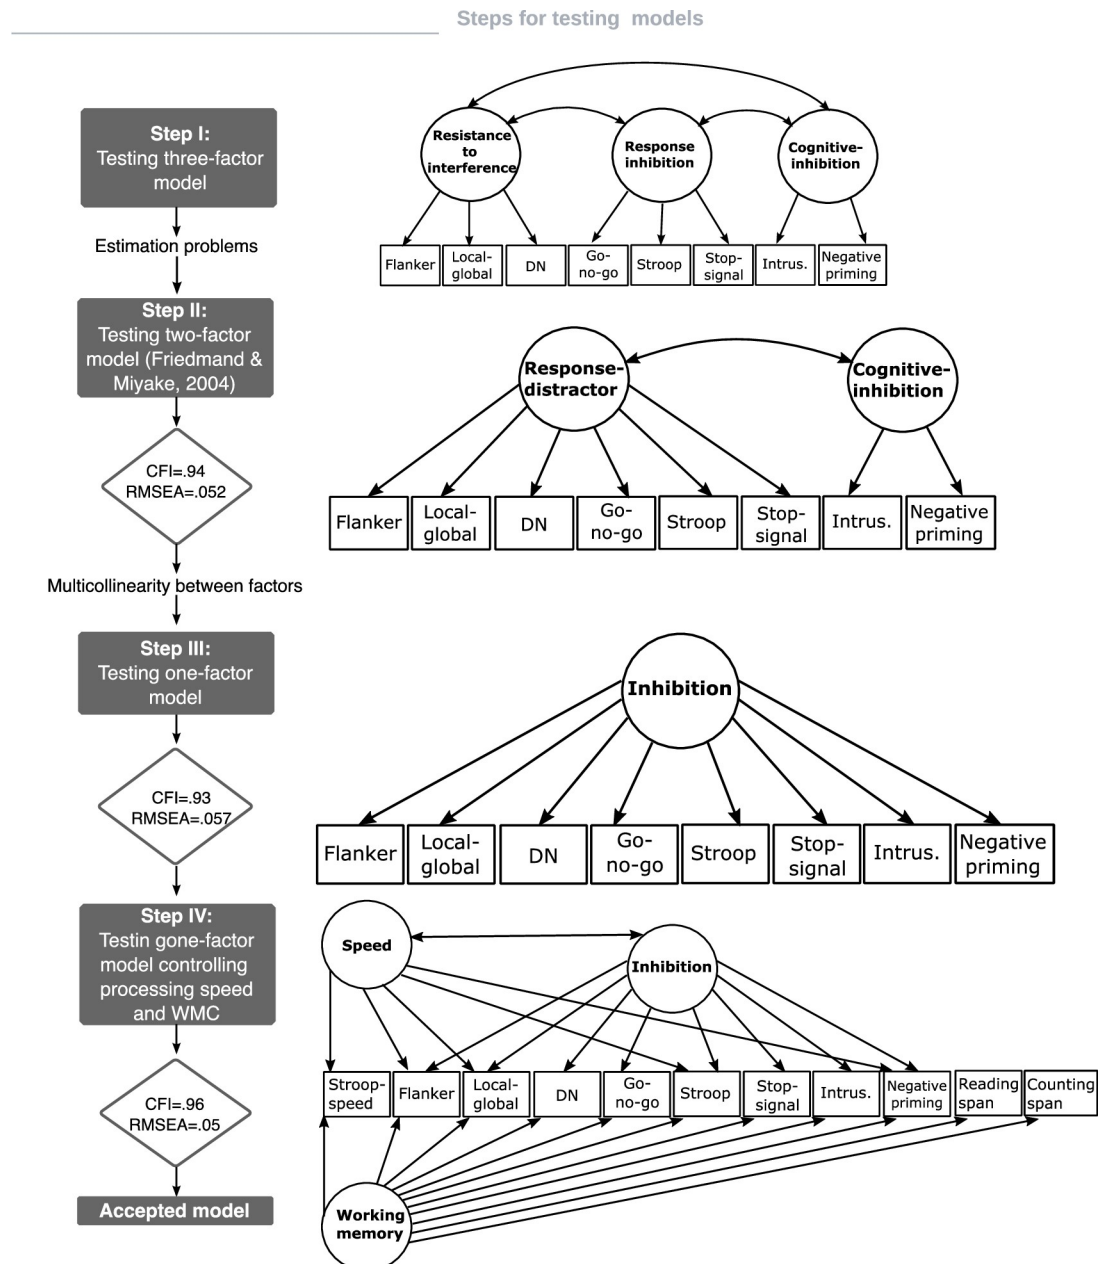 Steps for testing  models
Step I:
Testing three-factor
model
Estimation problems
Resistance
to
interference
Response
inhibition
Cognitive-
inhibition
Flanker
Local-
global
DN
Go-
no-go
Stroop
Stop-
signal
Intrus.
Negative
priming
Step II:
Testing two-factor
model (Friedmand &
Miyake, 2004)
CFI=.94
RMSEA=.052
Multicollinearity between factors
Response-
distractor
Cognitive-
inhibition
Flanker
Local-
global
DN
Go-
no-go
Stroop
Stop-
signal
Intrus.
Negative
priming
Step III:
Testing one-factor
model
CFI=.93
RMSEA=.057
Inhibition
Flanker
Local-
global
DN
Go-
no-go
Stroop
Stop-
signal
Intrus.
Negative
priming
Step IV:
Testin gone-factor
model controlling
processing speed
and WMC
CFI=.96
RMSEA=.05
Accepted model
Speed
Inhibition
Stroop-
speed
Flanker
Local-
global
DN
Go-
no-go
Stroop
Stop-
signal
Intrus.
Negative
priming
Reading
span
Counting
span
Working
memory